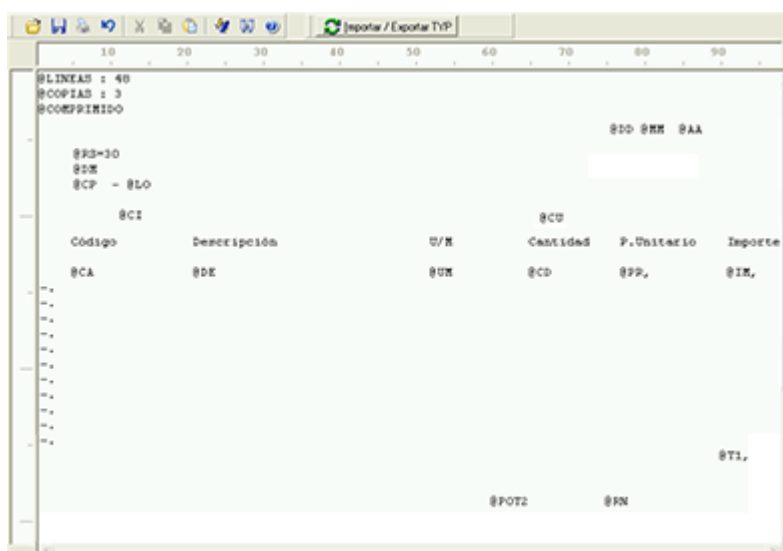 Importar / Exportar TYP
10 20 30 40 50 60 70 80 90
@LINEAS : 48
@COPIAS : 3
@COMPRIMIDO
@DD @MM @AA
@RS=30
@DM
@CP - @LO
@CI @CU
Código Descripción U/M Cantidad P.Unitario Importe
@CA @DE @UM @CD @PP, @IM,
-.
-.
-.
-.
-.
-.
-.
-.
-.
-.
-.
@T1,
@POT2 @RN